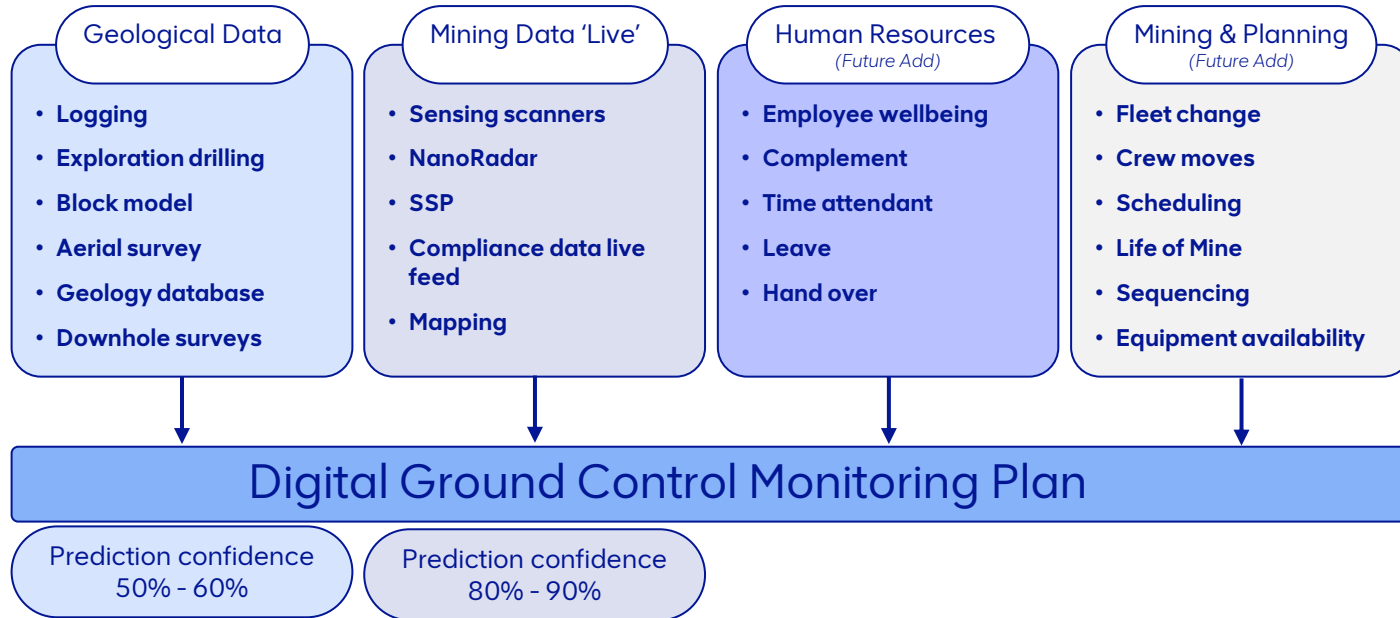 Geological Data
• Logging
• Exploration drilling
• Block model
• Aerial survey
• Geology database
• Downhole surveys
Mining Data ‘Live’
• Sensing scanners
• NanoRadar
• SSP
• Compliance data live
feed
• Mapping
Human Resources
(Future Add)
• Employee wellbeing
• Complement
• Time attendant
• Leave
• Hand over
Mining & Planning
(Future Add)
• Fleet change
• Crew moves
• Scheduling
• Life of Mine
• Sequencing
• Equipment availability
Digital Ground Control Monitoring Plan
Prediction confidence
50% - 60%
Prediction confidence
80% - 90%